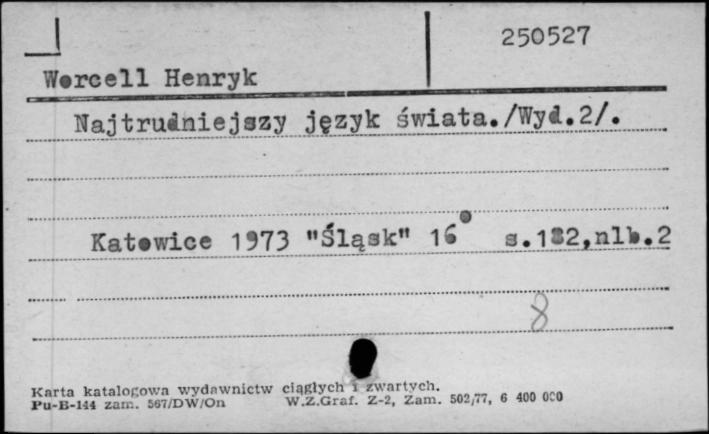 250527
Worcell Henryk
Najtrudniejszy język świata./Wyd.2/.
Katowice 1973 "Śląsk" 16° s.182,nlb.2
8
Karta katalogowa wydawnictw ciągłych i zwartych.
Pu-B-144 zam. 567/DW/On W.Z.Graf. Z-2, Zam. 502/77, 6 400 000